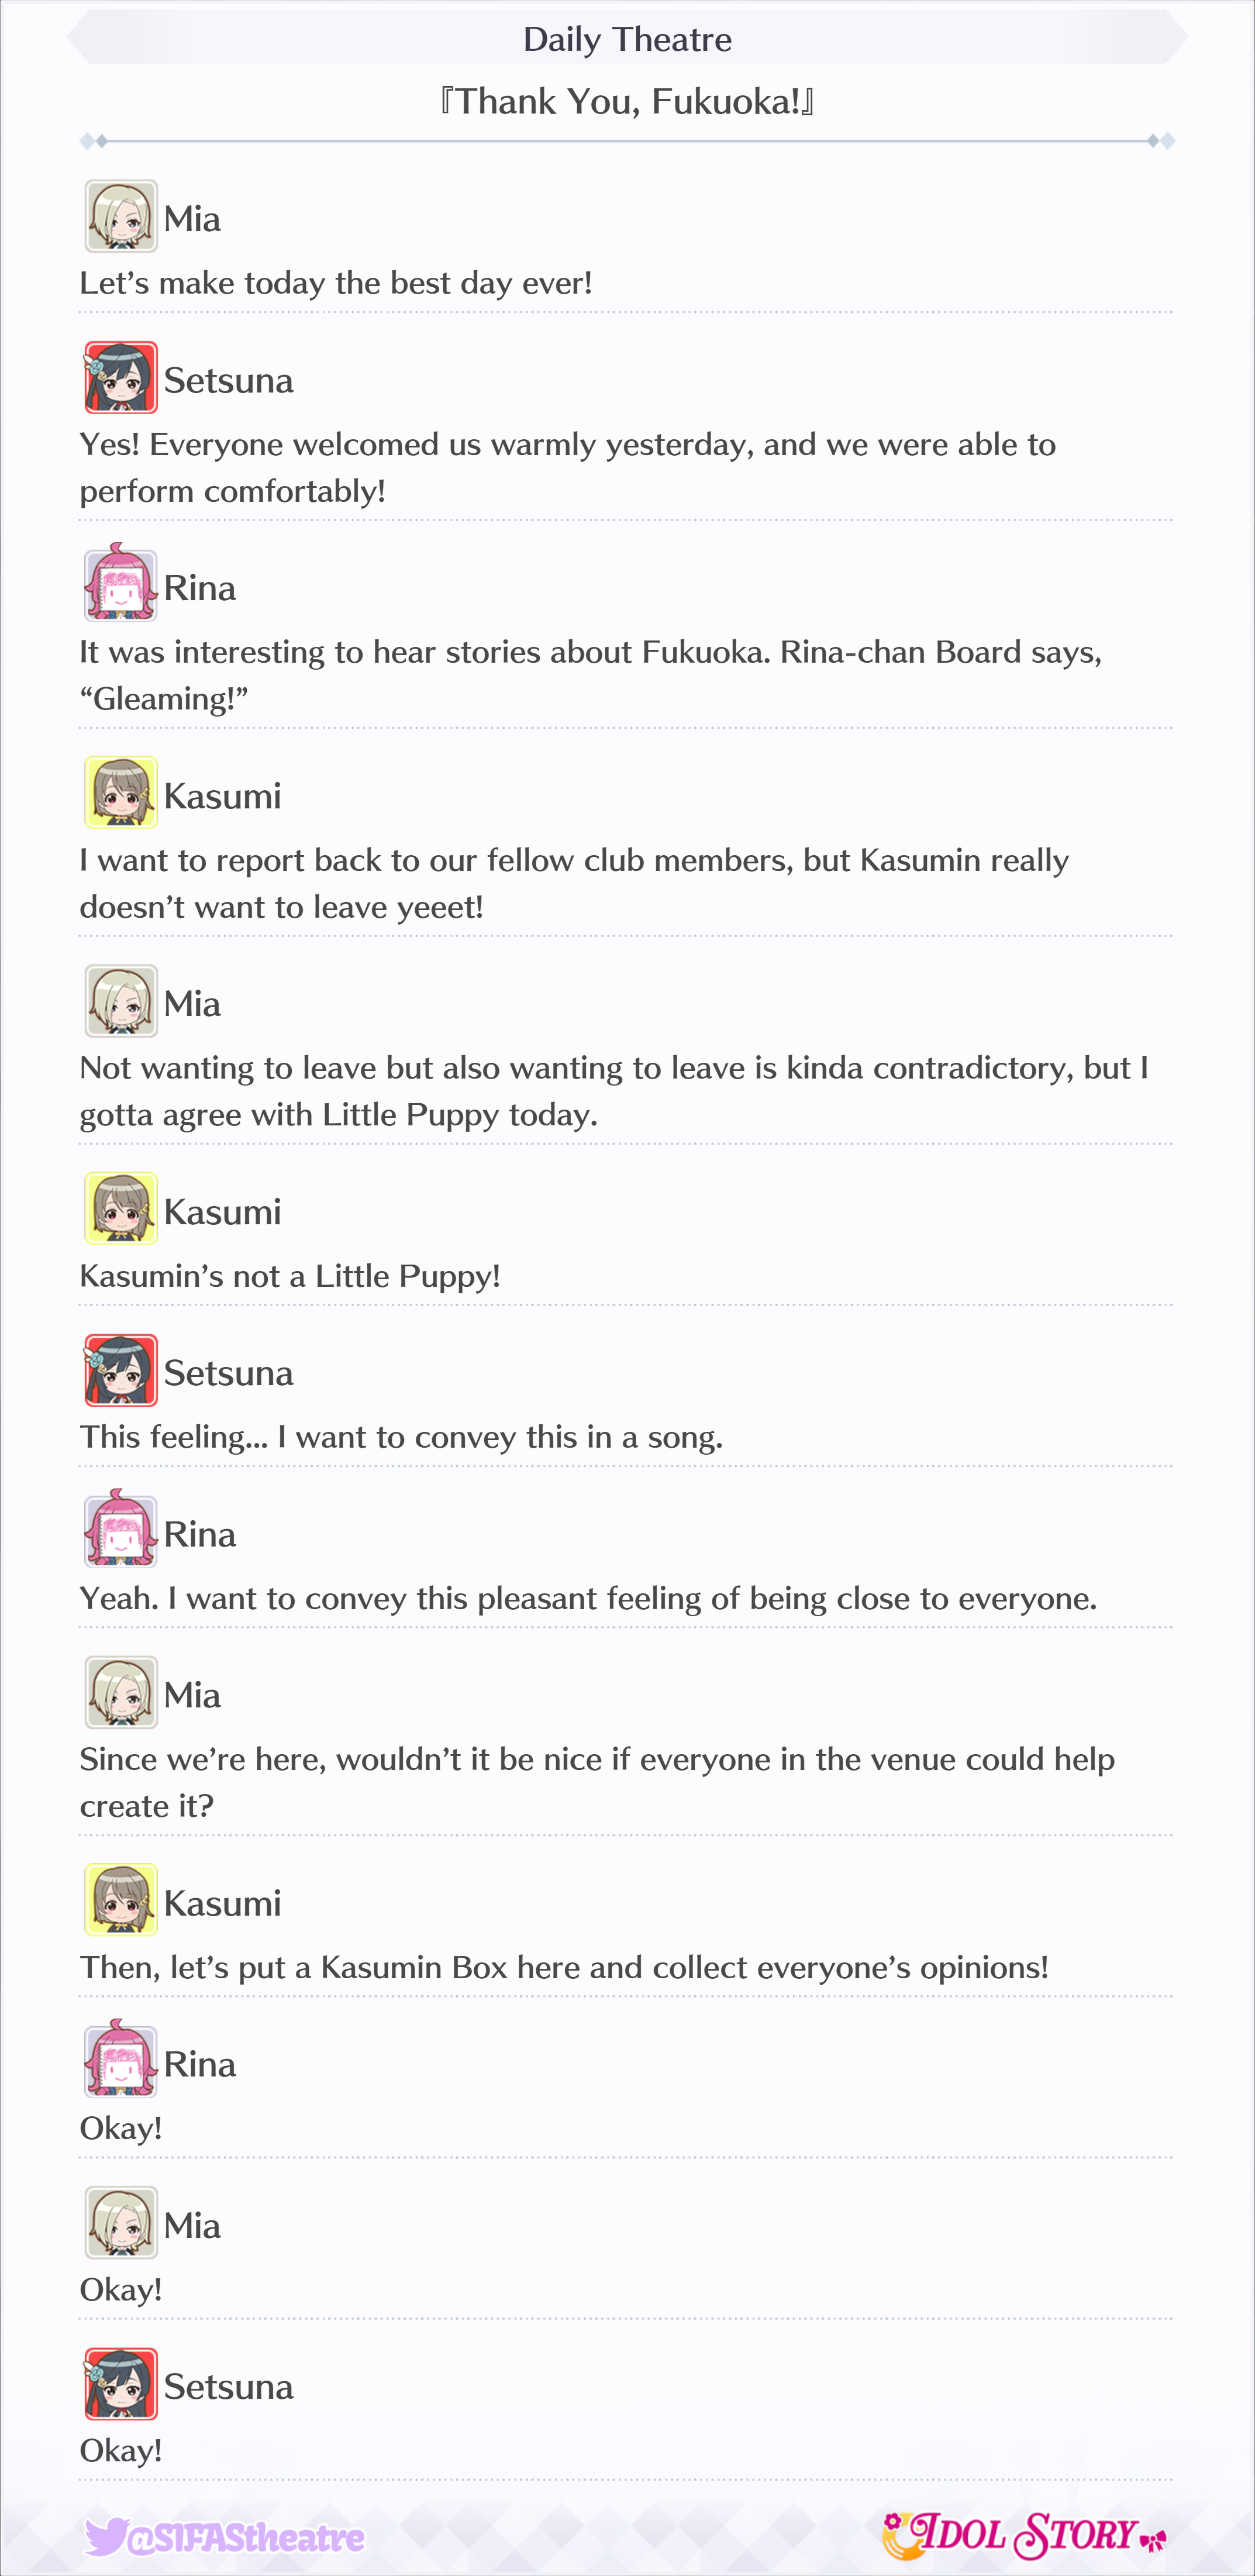 Daily Theatre
『Thank You, Fukuoka!』
Mia
Let’s make today the best day ever!
Setsuna
Yes! Everyone welcomed us warmly yesterday, and we were able to
perform comfortably!
Rina
It was interesting to hear stories about Fukuoka. Rina-chan Board says,
“Gleaming!”
Kasumi
I want to report back to our fellow club members, but Kasumin really
doesn’t want to leave yeeet!
Mia
Not wanting to leave but also wanting to leave is kinda contradictory, but I
gotta agree with Little Puppy today.
Kasumi
Kasumin’s not a Little Puppy!
Setsuna
This feeling... I want to convey this in a song.
Rina
Yeah. I want to convey this pleasant feeling of being close to everyone.
Mia
Since we’re here, wouldn’t it be nice if everyone in the venue could help
create it?
Kasumi
Then, let’s put a Kasumin Box here and collect everyone’s opinions!
Rina
Okay!
Mia
Okay!
Setsuna
Okay!
@SIFAStheatre
IDOL STORY